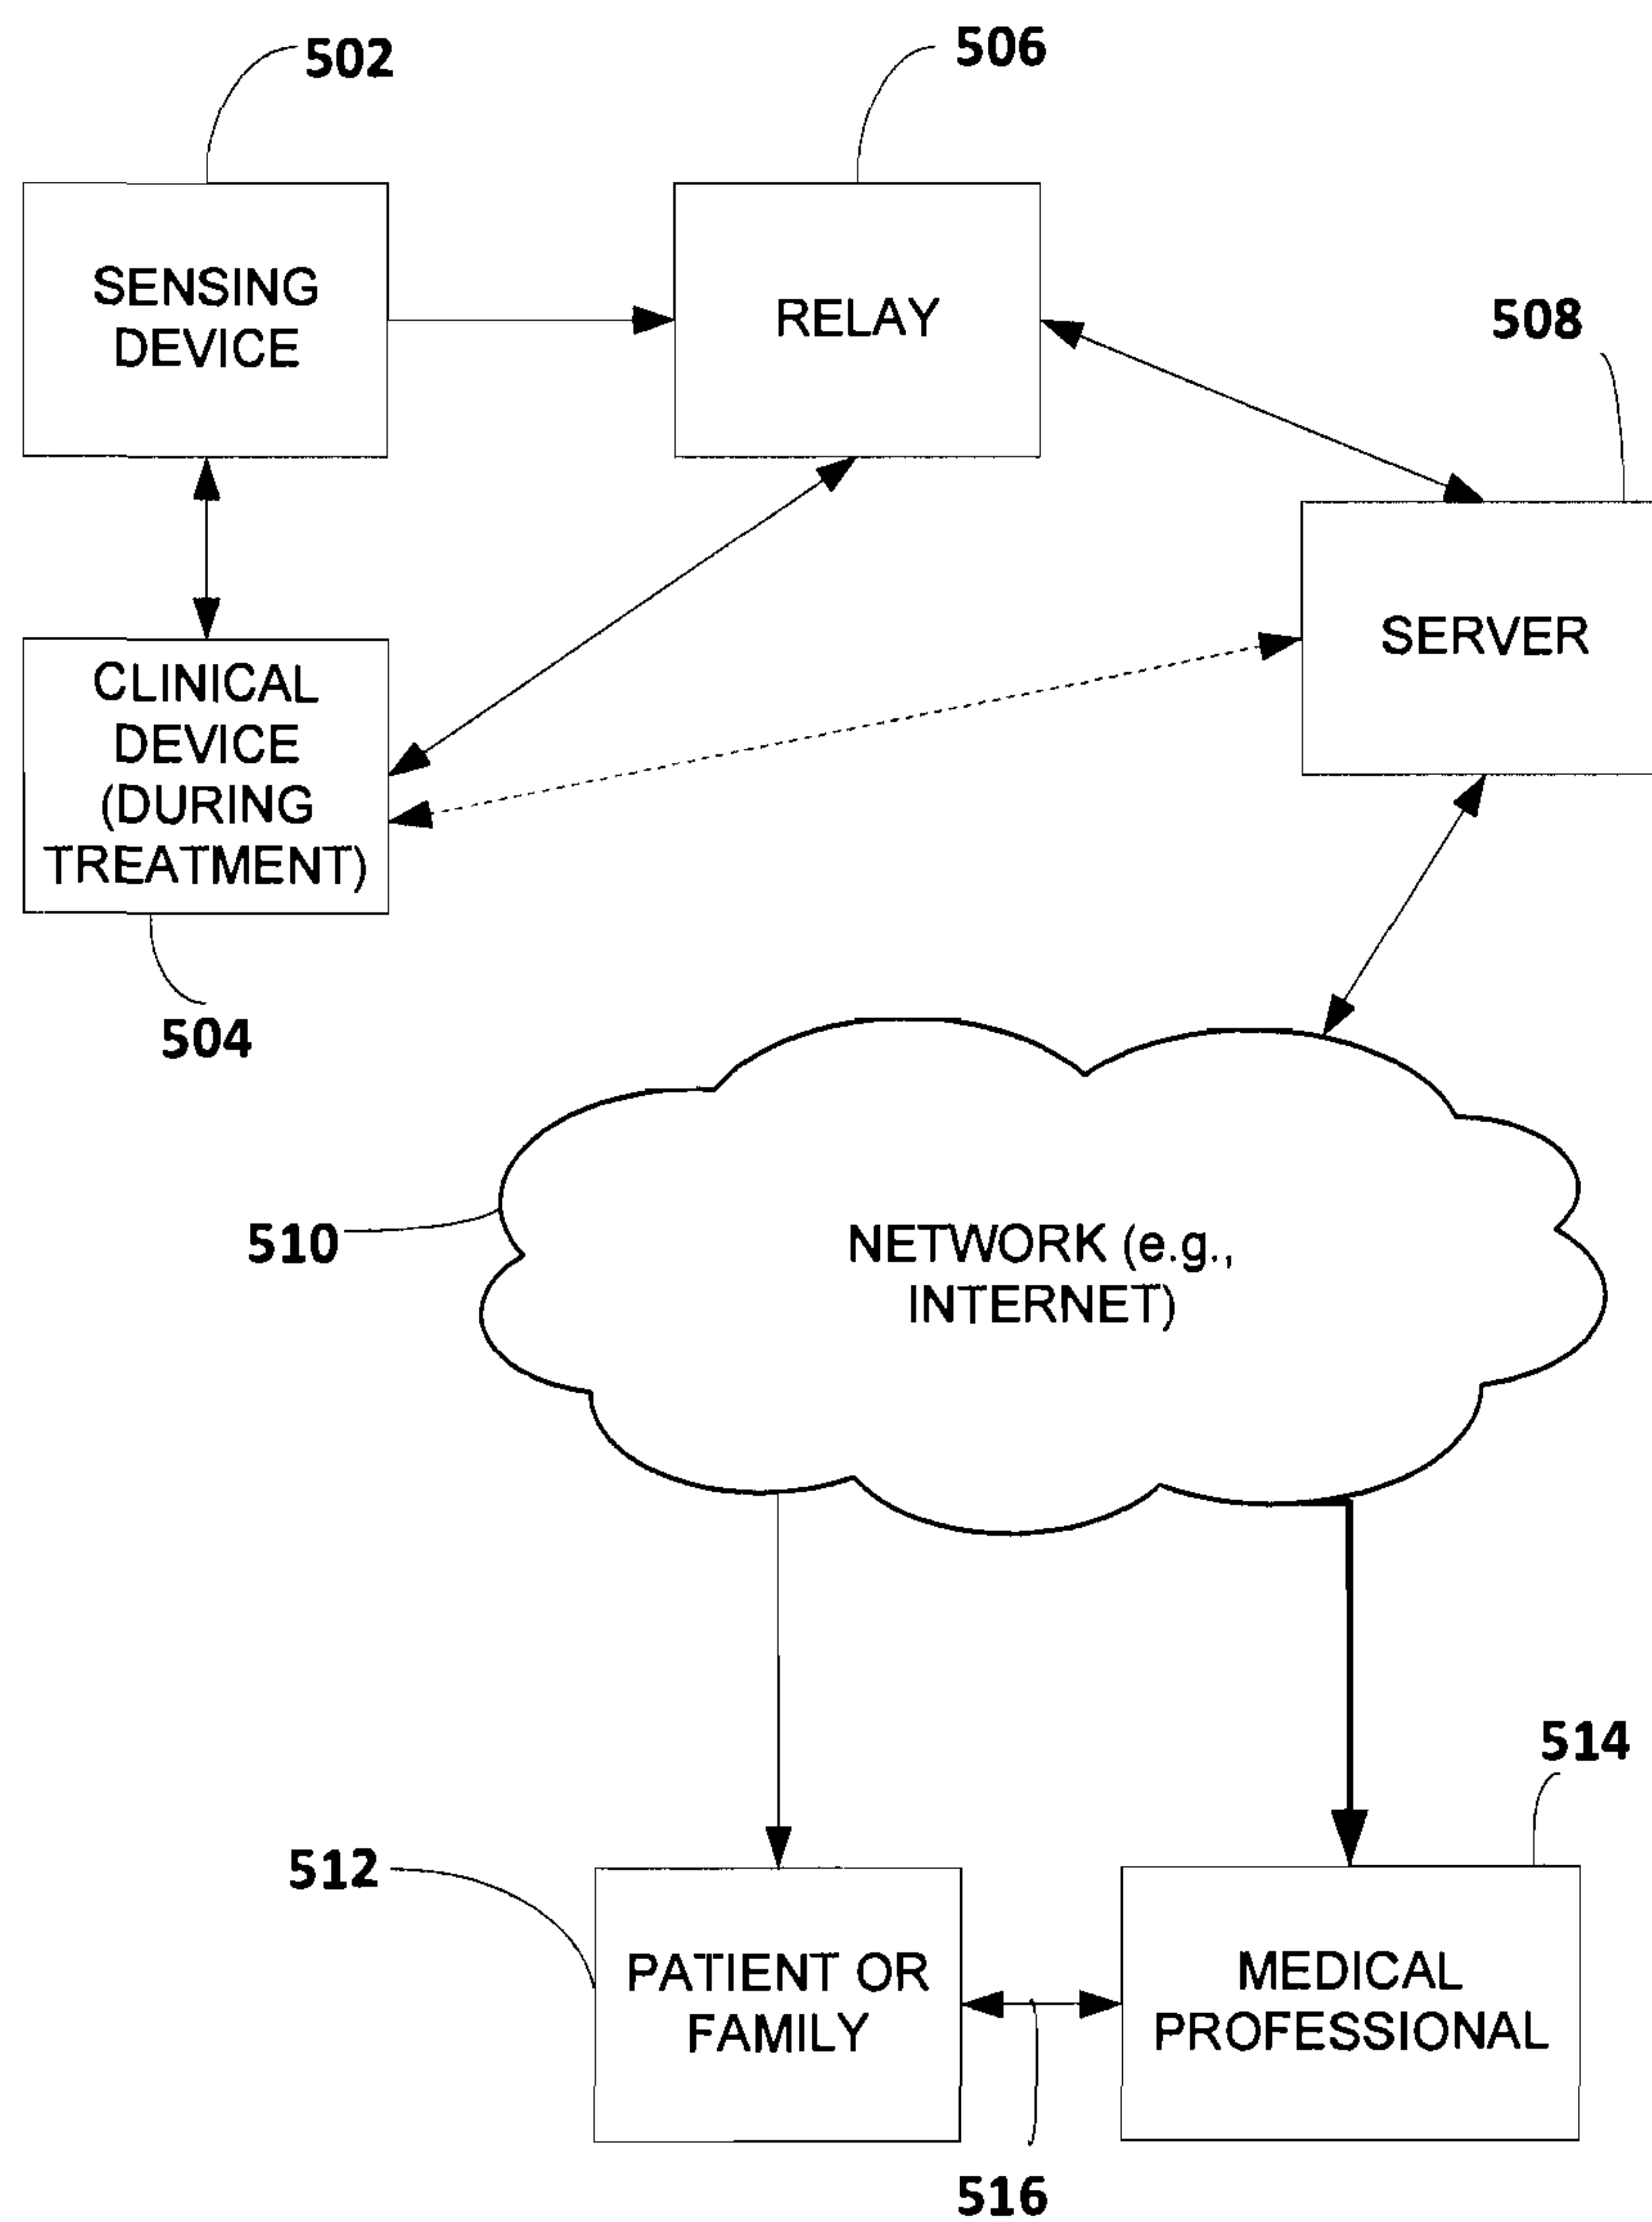 502
506
SENSING
DEVICE
RELAY
508
SERVER
CLINICAL
DEVICE
(DURING
TREATMENT)
504
510
NETWORK (e.g.,
INTERNET)
514
512
PATIENT OR
FAMILY
MEDICAL
PROFESSIONAL
516